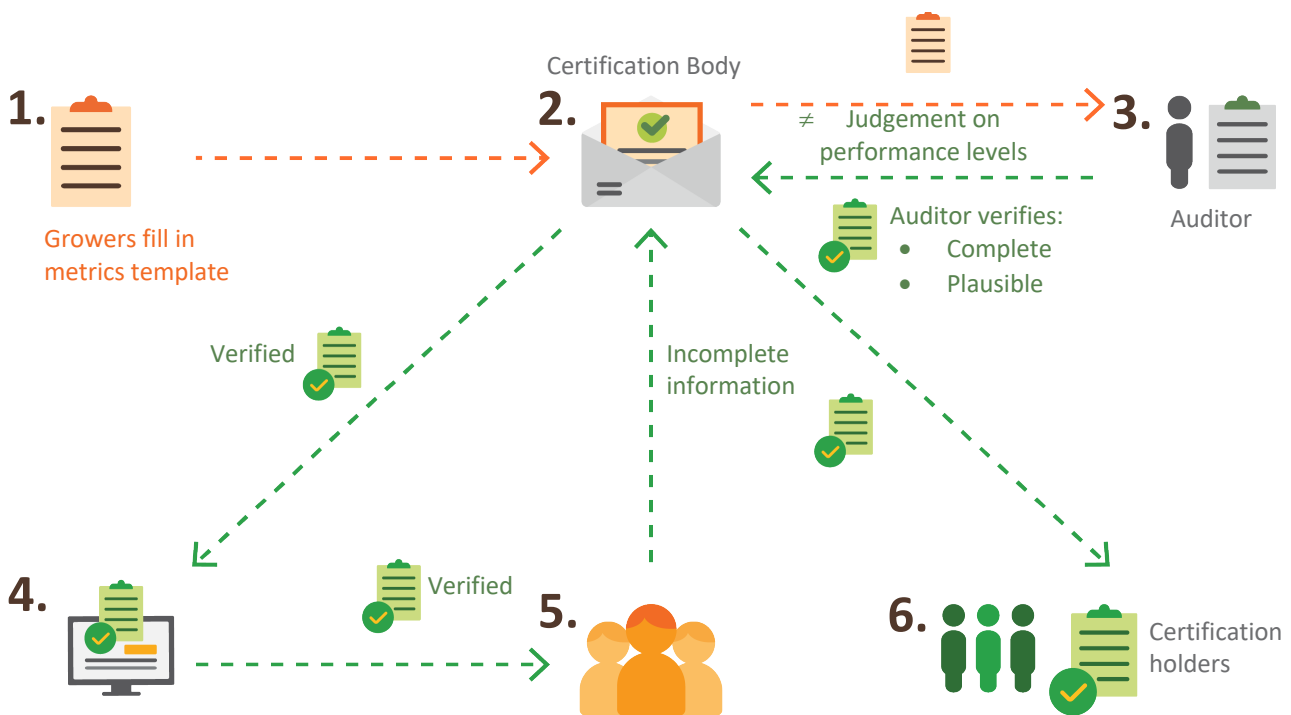 Certification Body
1.
2.
3.
≠ Judgement on
performance levels
Growers fill in
metrics template
Auditor verifies:
• Complete
• Plausible
Auditor
Verified
Incomplete
information
4.
Verified
5.
6.
Certification
holders